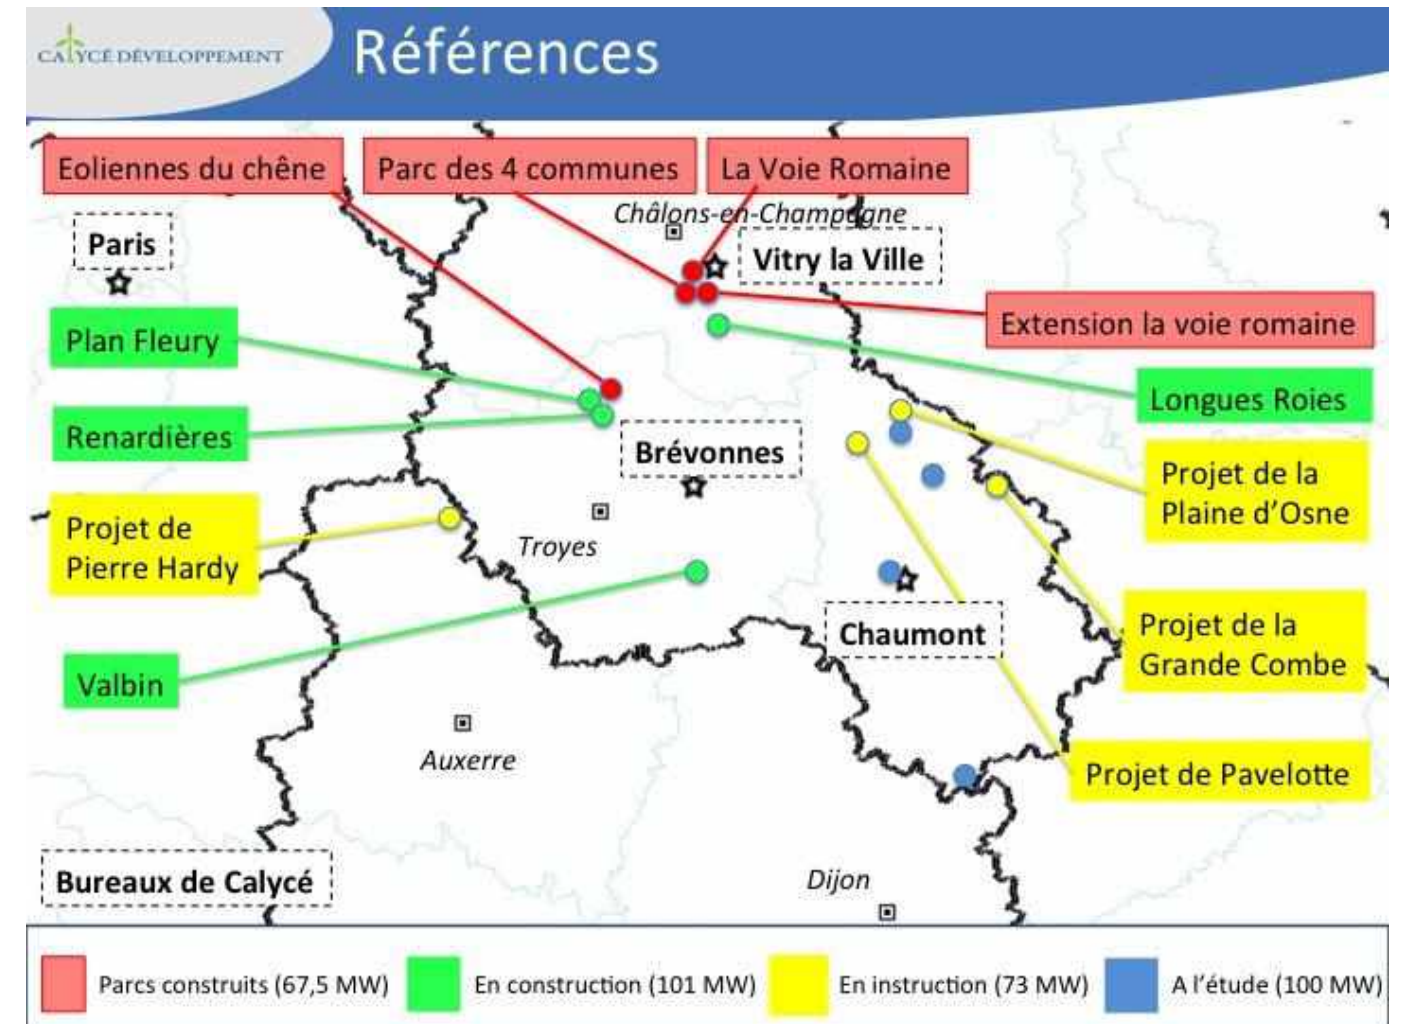 CALYCÉ DÉVELOPPEMENT
Références
Eoliennes du chêne
Parc des 4 communes
La Voie Romaine
Châlons-en-Champagne
Paris
Vitry la Ville
Extension la voie romaine
Plan Fleury
Longues Roies
Renardières
Brévonnes
Projet de la
Plaine d'Osne
Projet de
Pierre Hardy
Troyes
Chaumont
Projet de la
Grande Combe
Valbin
Auxerre
Projet de Pavelotte
Bureaux de Calycé
Dijon
Parcs construits (67,5 MW)
En construction (101 MW)
En instruction (73 MW)
A l'étude (100 MW)